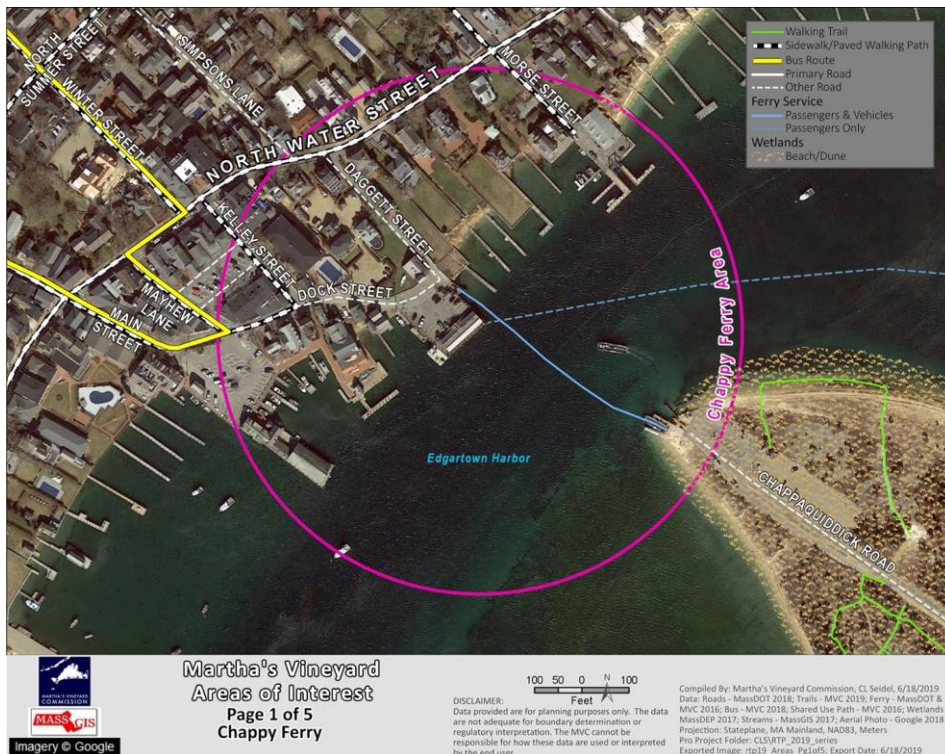 NORTH
SUMMER STREET
WINTER STREET
SIMPSONS LANE
NORTH WATER STREET
MORSE STREET
DAGGETT STREET
KELLEY STREET
DOCK STREET
MAYHEW
LANE
MAIN
STREET
Walking Trail
Sidewalk/Paved Walking Path
Bus Route
Primary Road
Other Road
Ferry Service
Passengers & Vehicles
Passengers Only
Wetlands
Beach/Dune
Chappy Ferry Area
Edgartown Harbor
CHAPPAQUIDDICK ROAD
MARTHA'S VINEYARD
COMMISSION
MASS GIS
Imagery © Google
Martha's Vineyard
Areas of Interest
Page 1 of 5
Chappy Ferry
100 50 0 N 100
Feet
DISCLAIMER:
Data provided are for planning purposes only. The data
are not adequate for boundary determination or
regulatory interpretation. The MVC cannot be
responsible for how these data are used or interpreted
by the end user.
Compiled By: Martha's Vineyard Commission, CL Seidel, 6/18/2019
Data: Roads - MassDOT 2018; Trails - MVC 2019; Ferry - MassDOT &
MVC 2016; Bus - MVC 2018; Shared Use Path - MVC 2016; Wetlands
MassDEP 2017; Streams - MassGIS 2017; Aerial Photo - Google 2018
Projection: Stateplane, MA Mainland, NAD83, Meters
Pro Project Folder: CLS\RTP_2019_series
Exported Image: rtp19_Areas_Pg1of5; Export Date: 6/18/2019